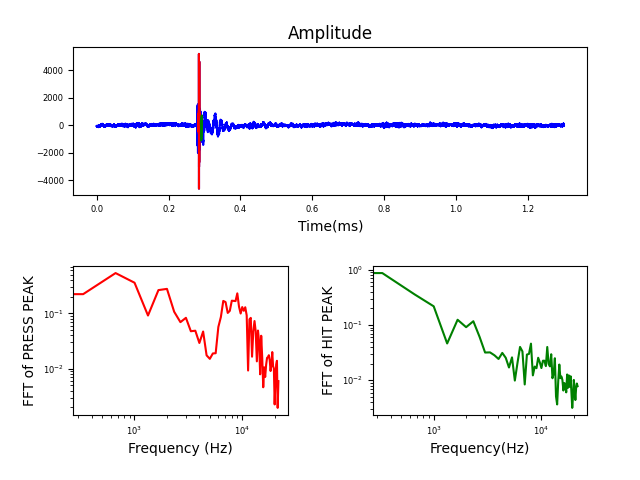 Amplitude
4000
2000
0
−2000
−4000
0.0 0.2 0.4 0.6 0.8 1.0 1.2
Time(ms)
FFT of PRESS PEAK
10⁻¹
10⁻²
10³ 10⁴
Frequency (Hz)
FFT of HIT PEAK
10⁰
10⁻¹
10⁻²
10³ 10⁴
Frequency(Hz)